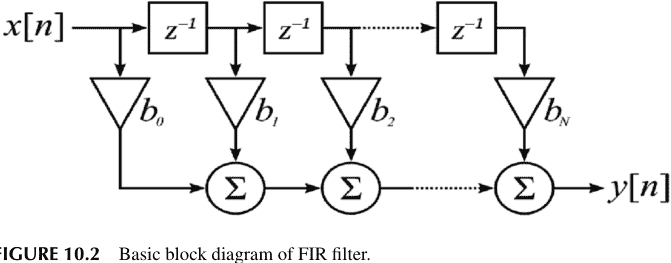 x[n] z⁻¹ z⁻¹ z⁻¹
b₀ b₁ b₂ b_N
Σ Σ Σ y[n]
FIGURE 10.2 Basic block diagram of FIR filter.